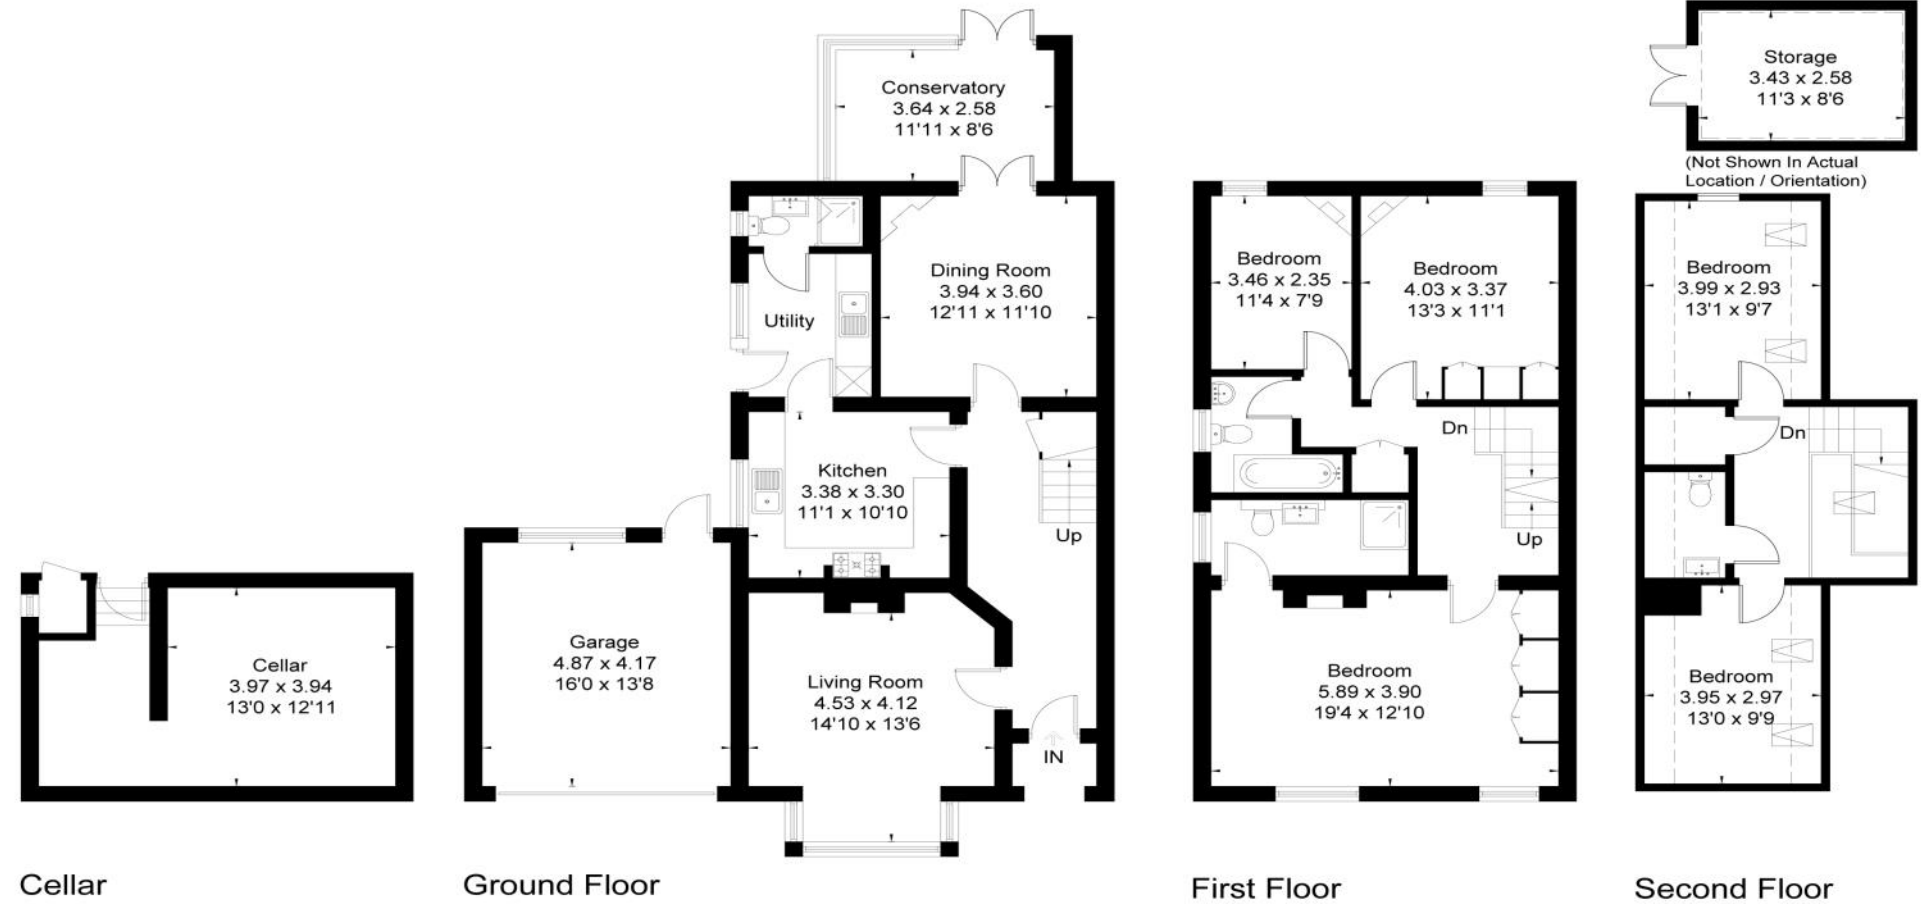 Conservatory
3.64 x 2.58
11'11 x 8'6
Storage
3.43 x 2.58
11'3 x 8'6
(Not Shown In Actual
Location / Orientation)
Utility
Dining Room
3.94 x 3.60
12'11 x 11'10
Kitchen
3.38 x 3.30
11'1 x 10'10
Up
Garage
4.87 x 4.17
16'0 x 13'8
Living Room
4.53 x 4.12
14'10 x 13'6
IN
Cellar
3.97 x 3.94
13'0 x 12'11
Bedroom
3.46 x 2.35
11'4 x 7'9
Bedroom
4.03 x 3.37
13'3 x 11'1
Dn
Up
Bedroom
5.89 x 3.90
19'4 x 12'10
Bedroom
3.99 x 2.93
13'1 x 9'7
Dn
Bedroom
3.95 x 2.97
13'0 x 9'9
Cellar
Ground Floor
First Floor
Second Floor